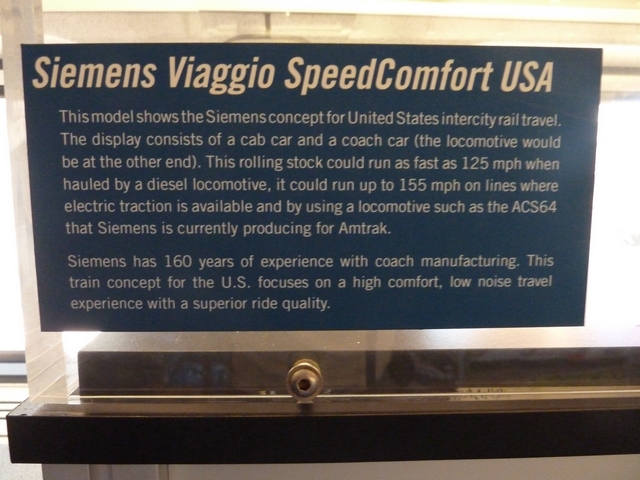 Siemens Viaggio SpeedComfort USA
This model shows the Siemens concept for United States intercity rail travel.
The display consists of a cab car and a coach car (the locomotive would
be at the other end). This rolling stock could run as fast as 125 mph when
hauled by a diesel locomotive, it could run up to 155 mph on lines where
electric traction is available and by using a locomotive such as the ACS64
that Siemens is currently producing for Amtrak.
Siemens has 160 years of experience with coach manufacturing. This
train concept for the U.S. focuses on a high comfort, low noise travel
experience with a superior ride quality.